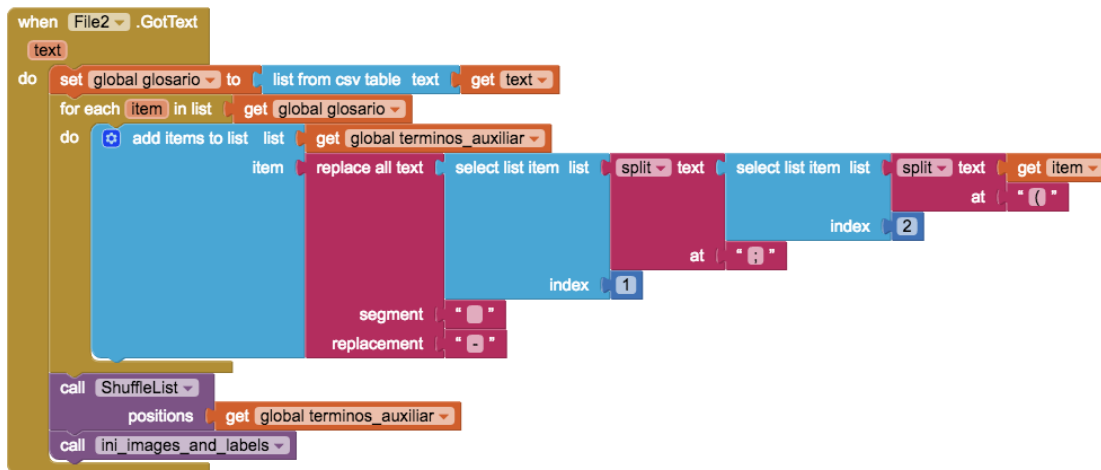 when File2 .GotText
text
do set global glosario to list from csv table text get text
for each item in list get global glosario
do add items to list list get global terminos_auxiliar
item replace all text select list item list split text select list item list split text get item
at " ( "
index 2
at " ; "
index 1
segment " "
replacement " - "
call ShuffleList
positions get global terminos_auxiliar
call ini_images_and_labels